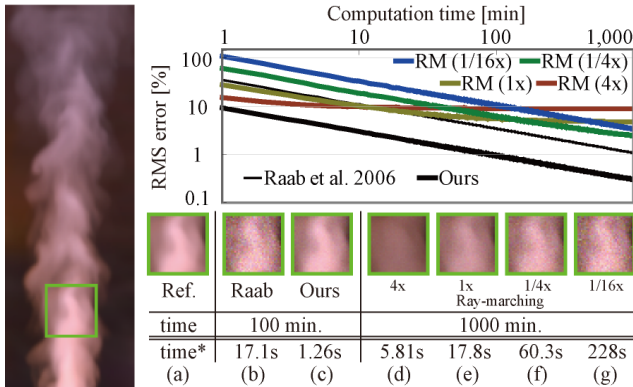 Computation time [min]
1 10 100 1,000
RMS error [%]
100
10
1
0.1
RM (1/16x) RM (1/4x)
RM (1x) RM (4x)
Raab et al. 2006 Ours
Ref. Raab Ours 4x 1x 1/4x 1/16x
Ray-marching
time 100 min. 1000 min.
time* 17.1s 1.26s 5.81s 17.8s 60.3s 228s
(a) (b) (c) (d) (e) (f) (g)